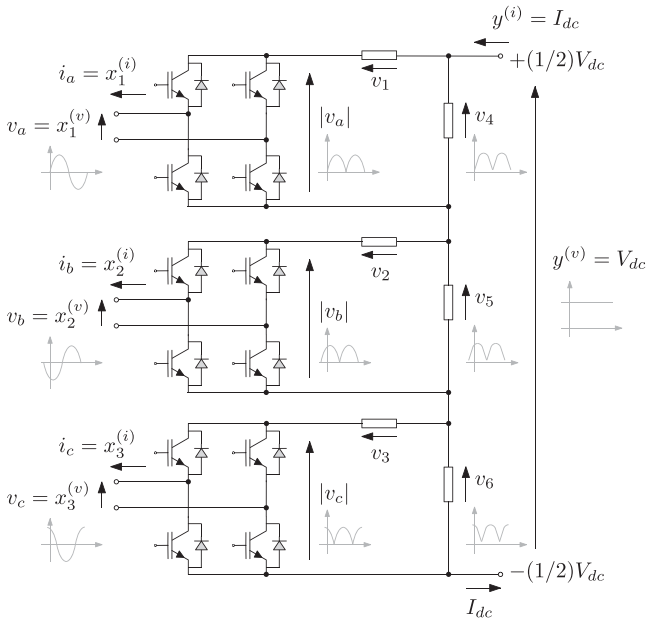 y^{(i)} = I_{dc}
+(1/2)V_{dc}
i_a = x_1^{(i)}
v_1
v_a = x_1^{(v)}
|v_a|
v_4
i_b = x_2^{(i)}
v_2
y^{(v)} = V_{dc}
v_b = x_2^{(v)}
|v_b|
v_5
i_c = x_3^{(i)}
v_3
v_c = x_3^{(v)}
|v_c|
v_6
−(1/2)V_{dc}
I_{dc}